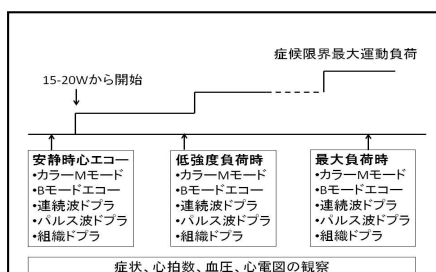 症候限界最大運動負荷
15-20Wから開始
安静時心エコー
•カラーMモード
•Bモードエコー
•連続波ドプラ
•パルス波ドプラ
•組織ドプラ
低強度負荷時
•カラーMモード
•Bモードエコー
•連続波ドプラ
•パルス波ドプラ
•組織ドプラ
最大負荷時
•カラーMモード
•Bモードエコー
•連続波ドプラ
•パルス波ドプラ
•組織ドプラ
症状、心拍数、血圧、心電図の観察